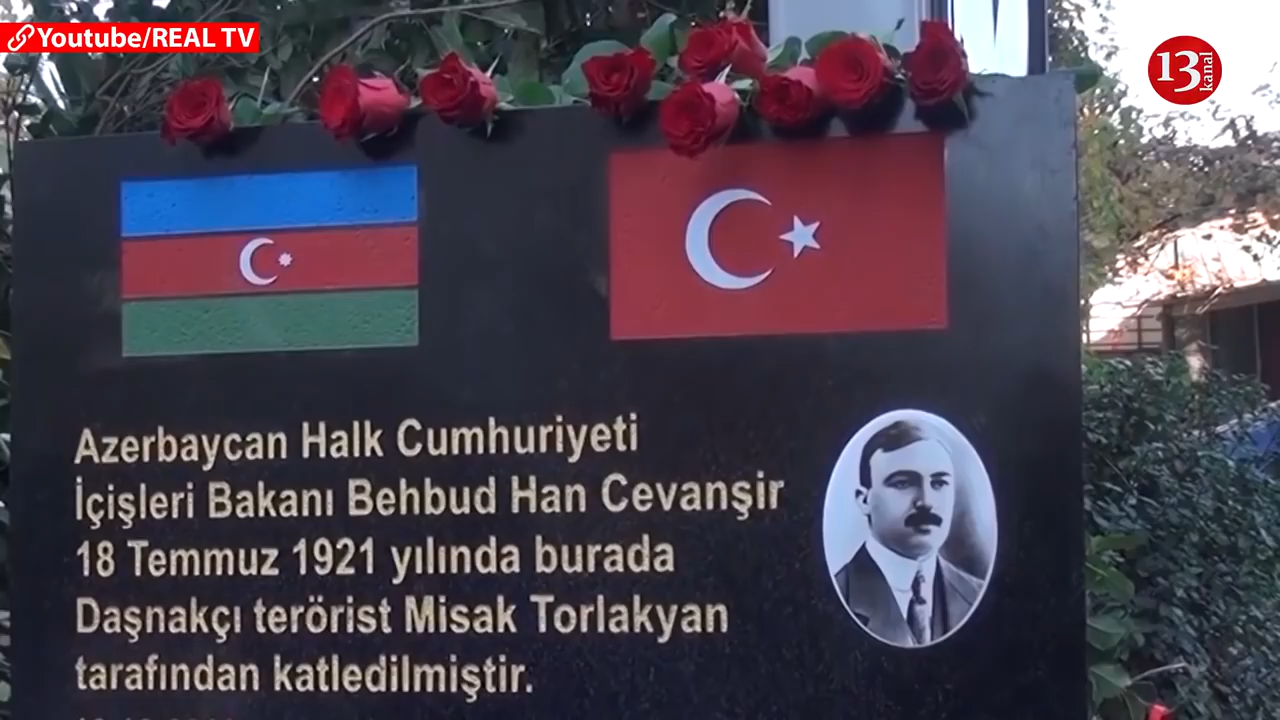 Youtube/REAL TV
13
kanal
Azerbaycan Halk Cumhuriyeti
İçişleri Bakanı Behbud Han Cevanşir
18 Temmuz 1921 yılında burada
Daşnakçı terörist Misak Torlakyan
tarafından katledilmiştir.